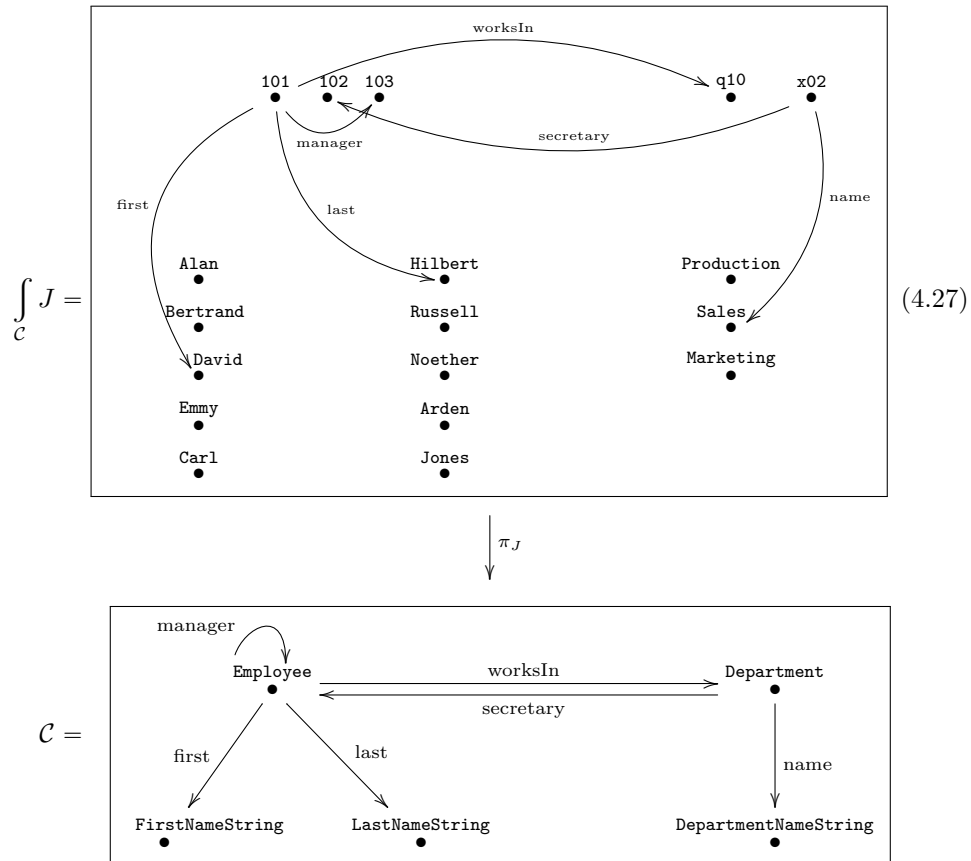 worksIn
101 102 103 q10 x02
secretary
manager
first
last
name
Alan Hilbert Production
Bertrand Russell Sales
∫ J =
C
(4.27)
David Noether Marketing
Emmy Arden
Carl Jones
π_J
manager
Employee worksIn Department
secretary
C =
first last name
FirstNameString LastNameString DepartmentNameString